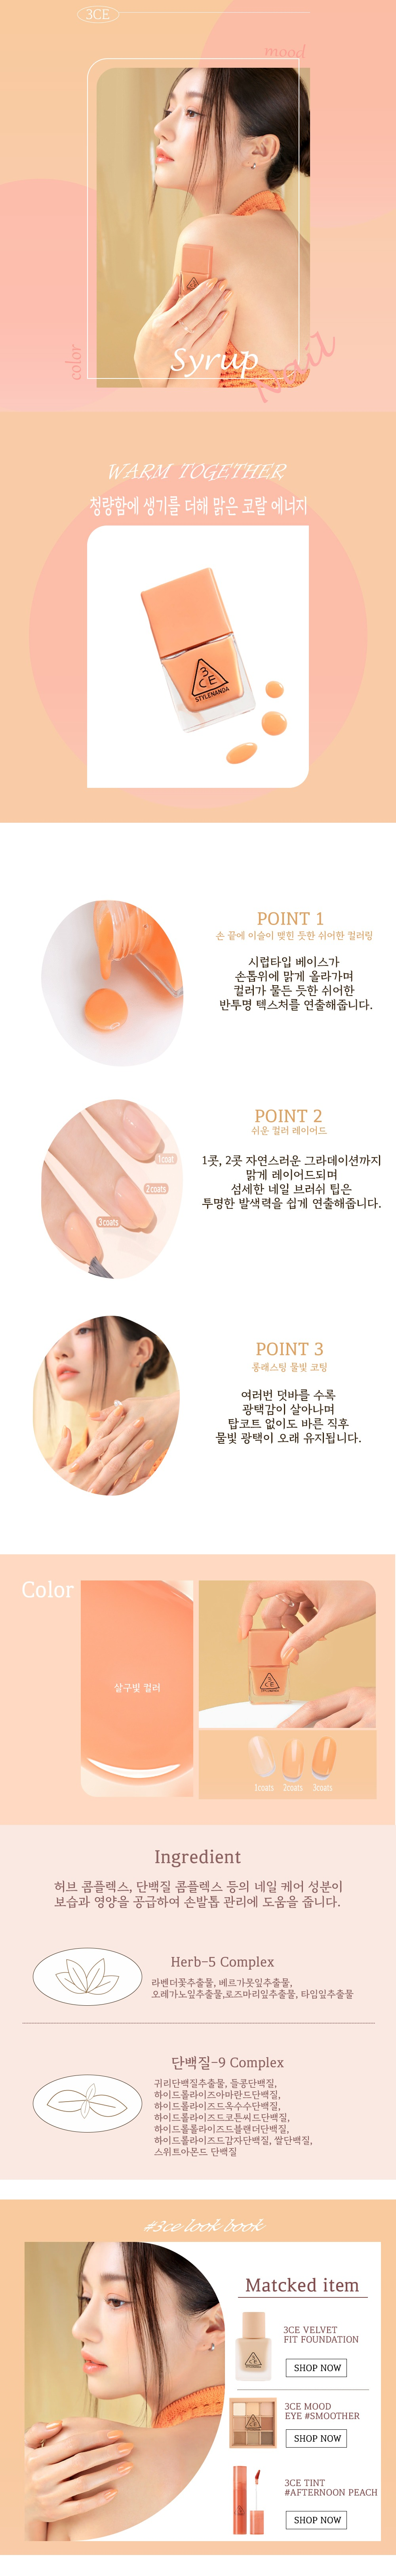 3CE
mood
color
Syrup
Nail
WARM TOGETHER
청량함에 생기를 더해 맑은 코랄 에너지
3CE
STYLENANDA
POINT 1
손 끝에 이슬이 맺힌 듯한 쉬어한 컬러링
시럽타입 베이스가
손톱위에 맑게 올라가며
컬러가 물든 듯한 쉬어한
반투명 텍스처를 연출해줍니다.
POINT 2
쉬운 컬러 레이어드
1콧, 2콧 자연스러운 그라데이션까지
맑게 레이어드되며
섬세한 네일 브러쉬 팁은
투명한 발색력을 쉽게 연출해줍니다.
1coat
2coats
3coats
POINT 3
롱래스팅 물빛 코팅
여러번 덧바를 수록
광택감이 살아나며
탑코트 없이도 바른 직후
물빛 광택이 오래 유지됩니다.
Color
살구빛 컬러
1coats 2coats 3coats
Ingredient
허브 콤플렉스, 단백질 콤플렉스 등의 네일 케어 성분이
보습과 영양을 공급하여 손발톱 관리에 도움을 줍니다.
Herb-5 Complex
라벤더꽃추출물, 베르가못잎추출물,
오레가노잎추출물,로즈마리잎추출물, 타임잎추출물
단백질-9 Complex
귀리단백질추출물, 들콩단백질,
하이드롤라이즈아마란드단백질,
하이드롤라이즈드옥수수단백질,
하이드롤라이즈드코튼씨드단백질,
하이드롤롤라이즈드블랜더단백질,
하이드롤라이즈드감자단백질, 쌀단백질,
스위트아몬드 단백질
#3ce look book
Matcked item
3CE VELVET
FIT FOUNDATION
SHOP NOW
3CE MOOD
EYE #SMOOTHER
SHOP NOW
3CE TINT
#AFTERNOON PEACH
SHOP NOW